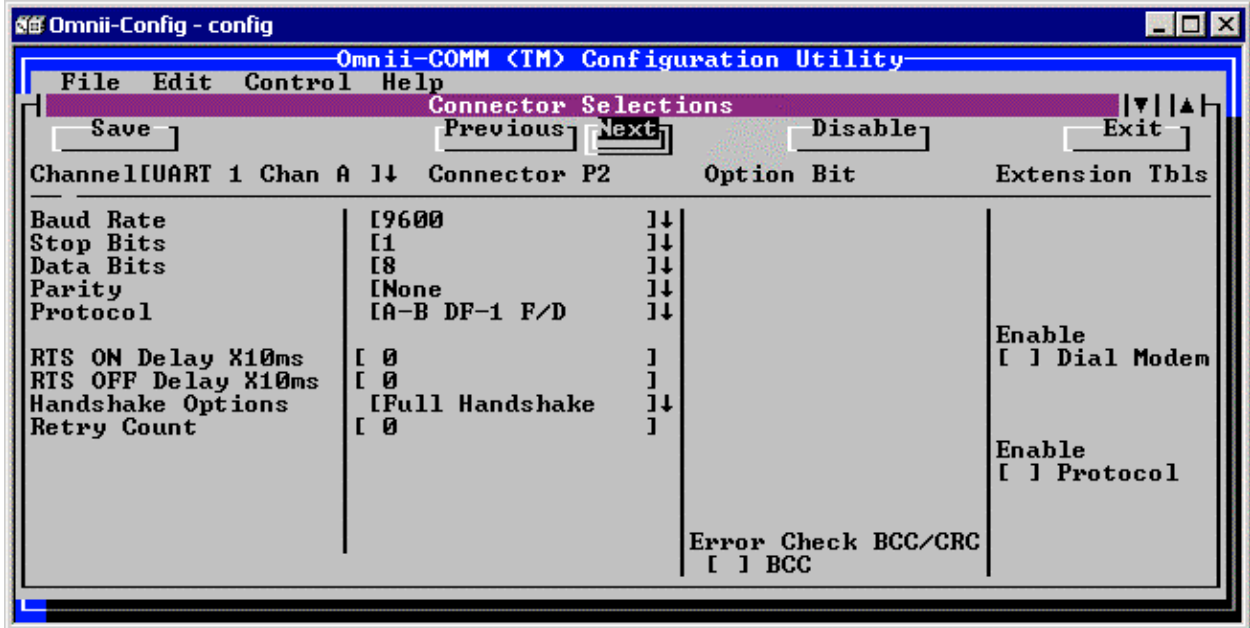 Omnii-Config - config
Omnii-COMM (TM) Configuration Utility
File Edit Control Help
Connector Selections
Save Previous Next Disable Exit
Channel[UART 1 Chan A ]↓ Connector P2 Option Bit Extension Tbls
Baud Rate [9600 ]↓
Stop Bits [1 ]↓
Data Bits [8 ]↓
Parity [None ]↓
Protocol [A-B DF-1 F/D ]↓
Enable
RTS ON Delay X10ms [ 0 ] [ ] Dial Modem
RTS OFF Delay X10ms [ 0 ]
Handshake Options [Full Handshake ]↓
Retry Count [ 0 ]
Enable
[ ] Protocol
Error Check BCC/CRC
[ ] BCC